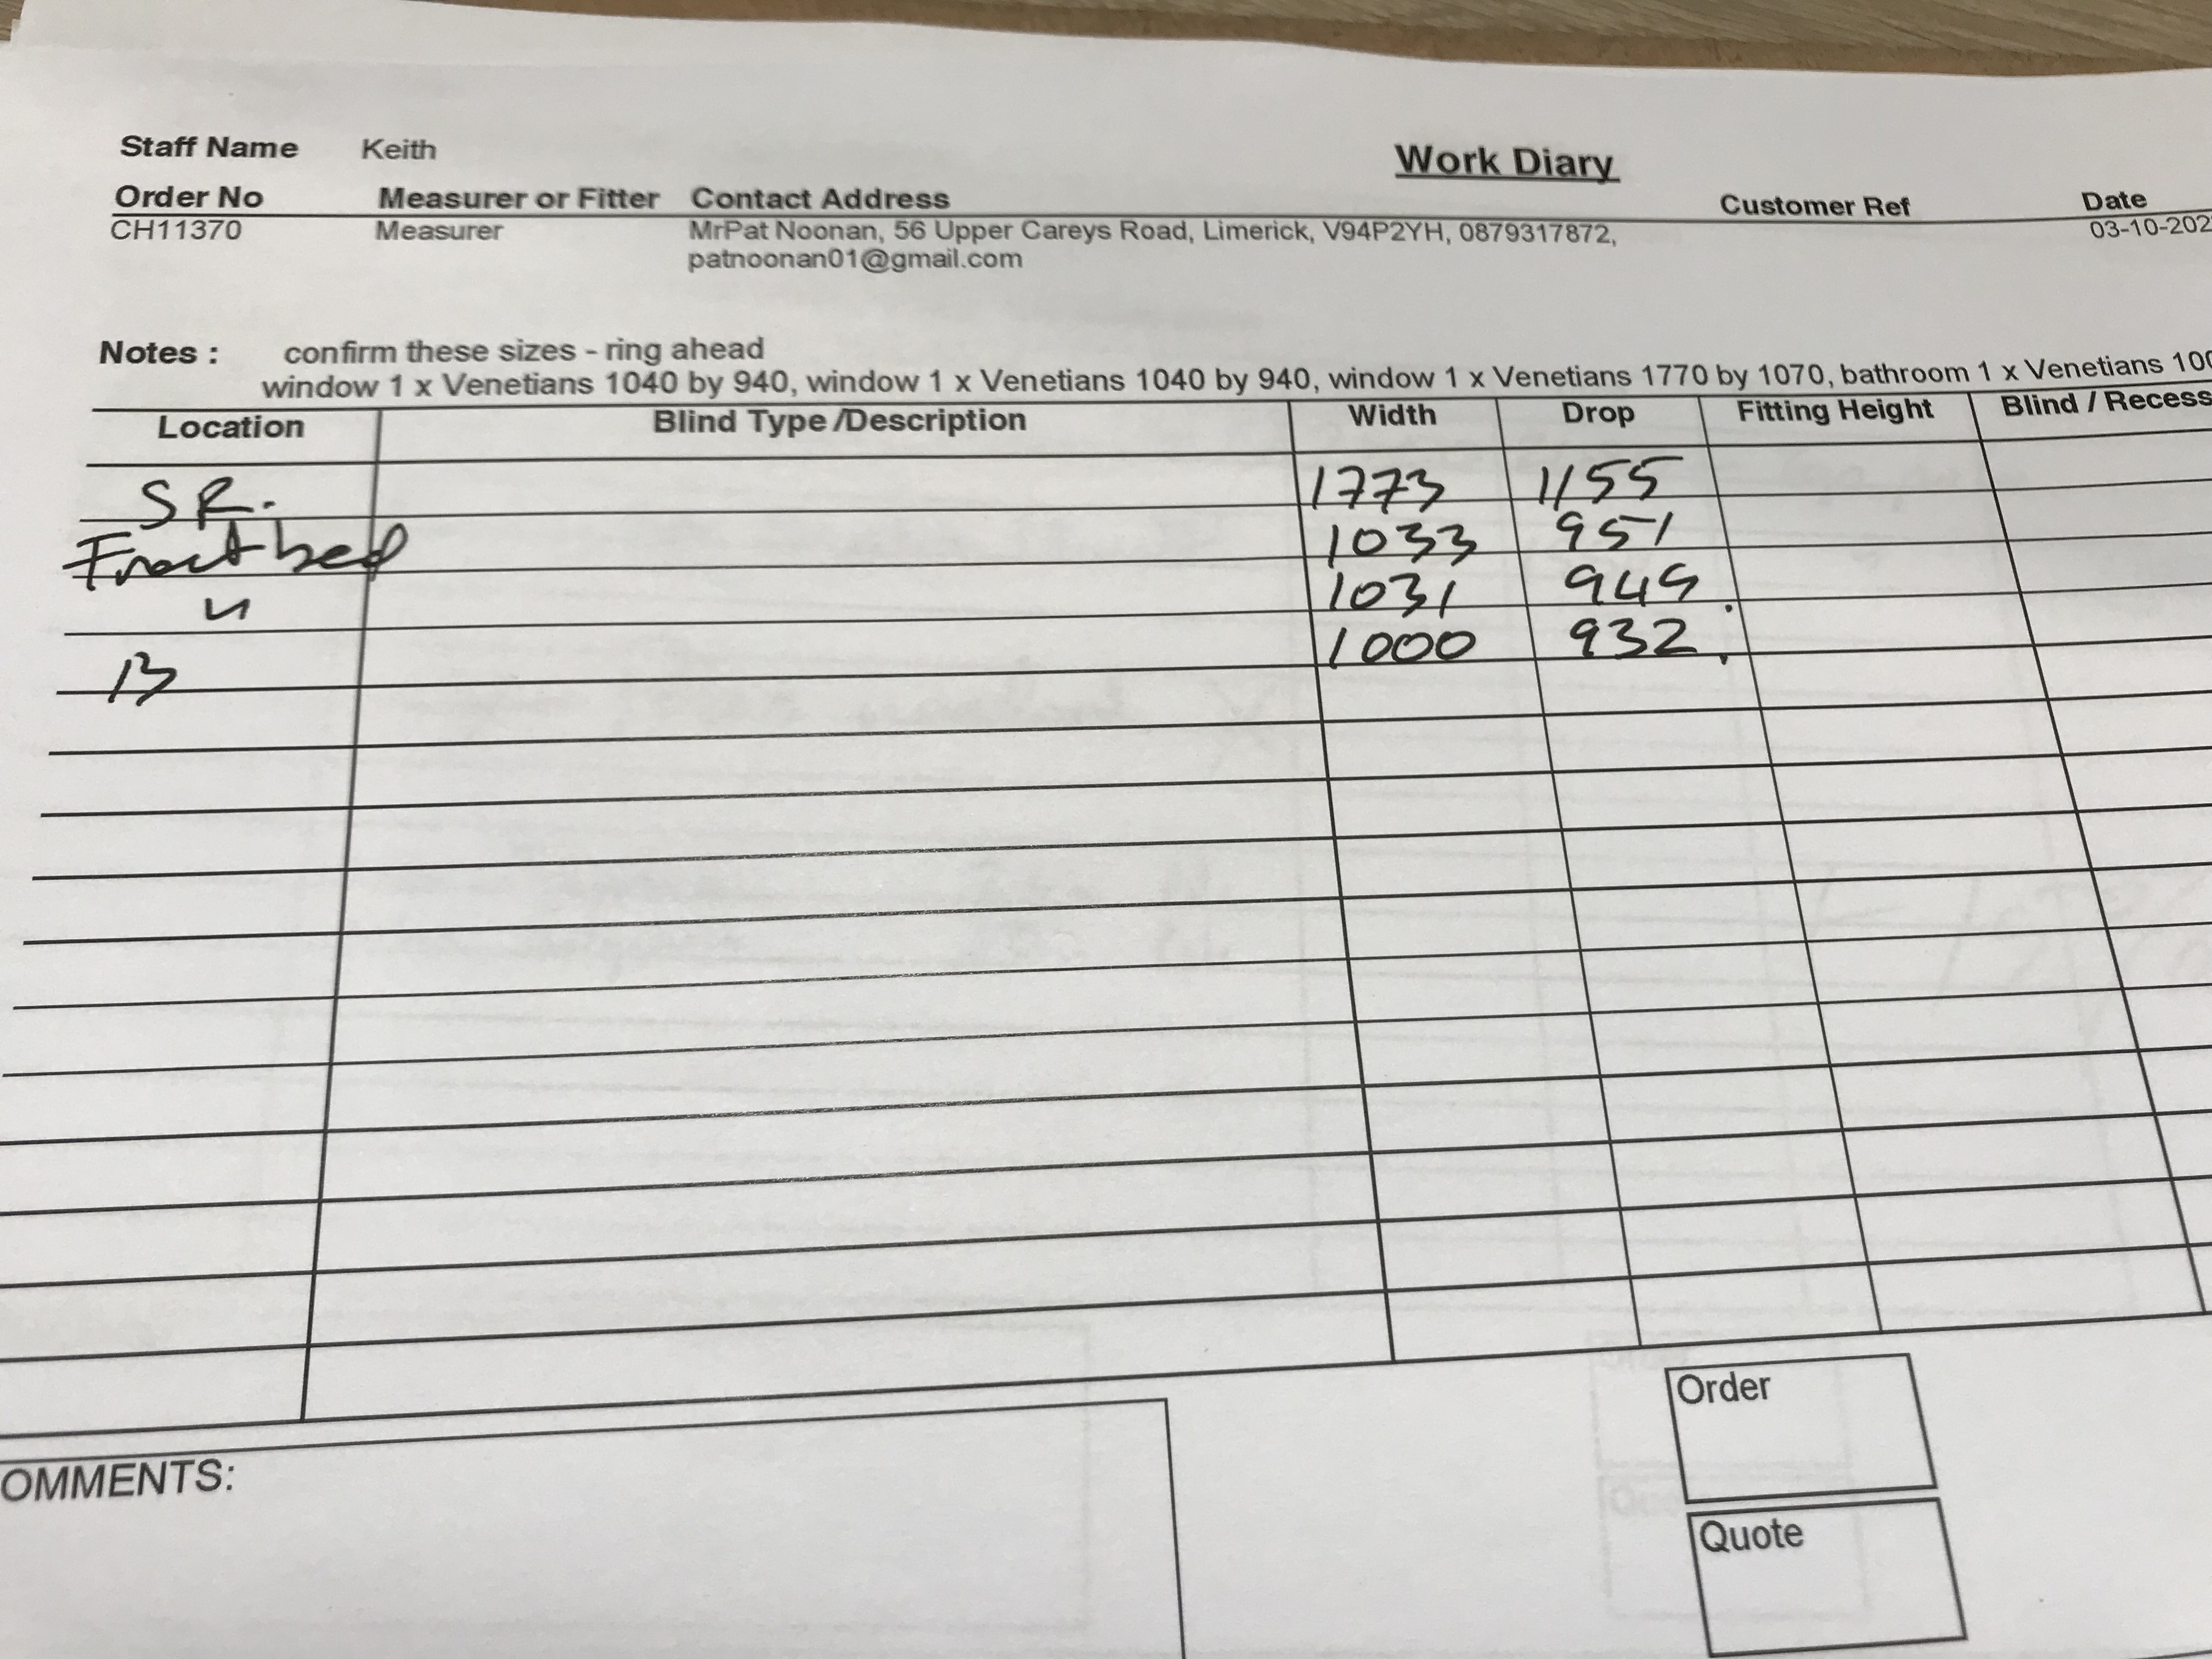 Staff Name Keith
Work Diary
Order No Measurer or Fitter Contact Address Customer Ref Date
CH11370 Measurer MrPat Noonan, 56 Upper Careys Road, Limerick, V94P2YH, 0879317872, 03-10-202
patnoonan01@gmail.com
Notes : confirm these sizes - ring ahead
window 1 x Venetians 1040 by 940, window 1 x Venetians 1040 by 940, window 1 x Venetians 1770 by 1070, bathroom 1 x Venetians 100
Location Blind Type /Description Width Drop Fitting Height Blind / Recess
S R. 1773 1155
Front bed 1033 951
1031
B 1000 932
OMMENTS:
Order
Quote